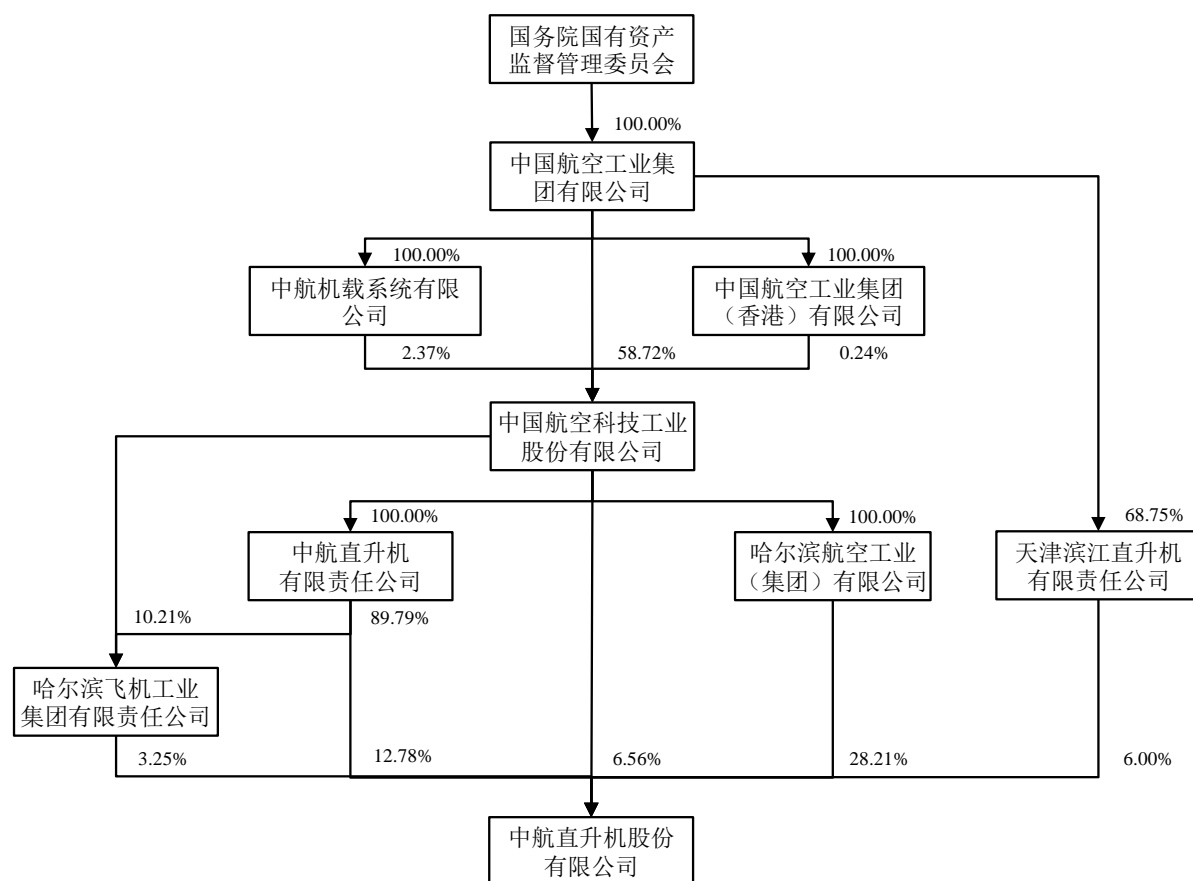 国务院国有资产
监督管理委员会
100.00%
中国航空工业集
团有限公司
100.00%
100.00%
中航机载系统有限
公司
中国航空工业集团
（香港）有限公司
2.37%
58.72%
0.24%
中国航空科技工业
股份有限公司
100.00%
100.00%
68.75%
中航直升机
有限责任公司
哈尔滨航空工业
（集团）有限公司
天津滨江直升机
有限责任公司
10.21%
89.79%
哈尔滨飞机工业
集团有限责任公司
3.25%
12.78%
6.56%
28.21%
6.00%
中航直升机股份
有限公司